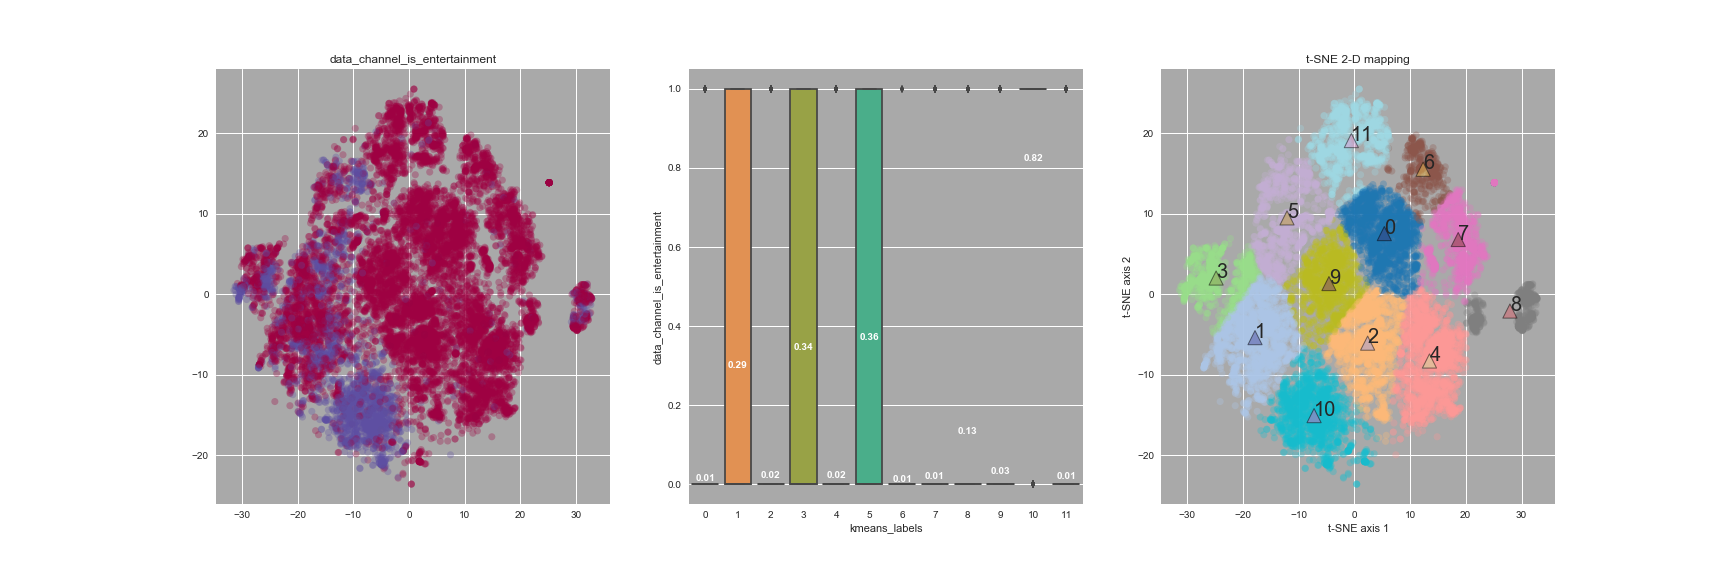 data_channel_is_entertainment
20
10
0
−10
−20
−30 −20 −10 0 10 20 30
data_channel_is_entertainment
1.0
0.8
0.6
0.4
0.2
0.0
0.01 0.29 0.02 0.34 0.02 0.36 0.01 0.01 0.13 0.03 0.82 0.01
0 1 2 3 4 5 6 7 8 9 10 11
kmeans_labels
t-SNE 2-D mapping
t-SNE axis 2
20
10
0
−10
−20
11
6
5
0
7
3
9
8
1
2
4
10
−30 −20 −10 0 10 20 30
t-SNE axis 1